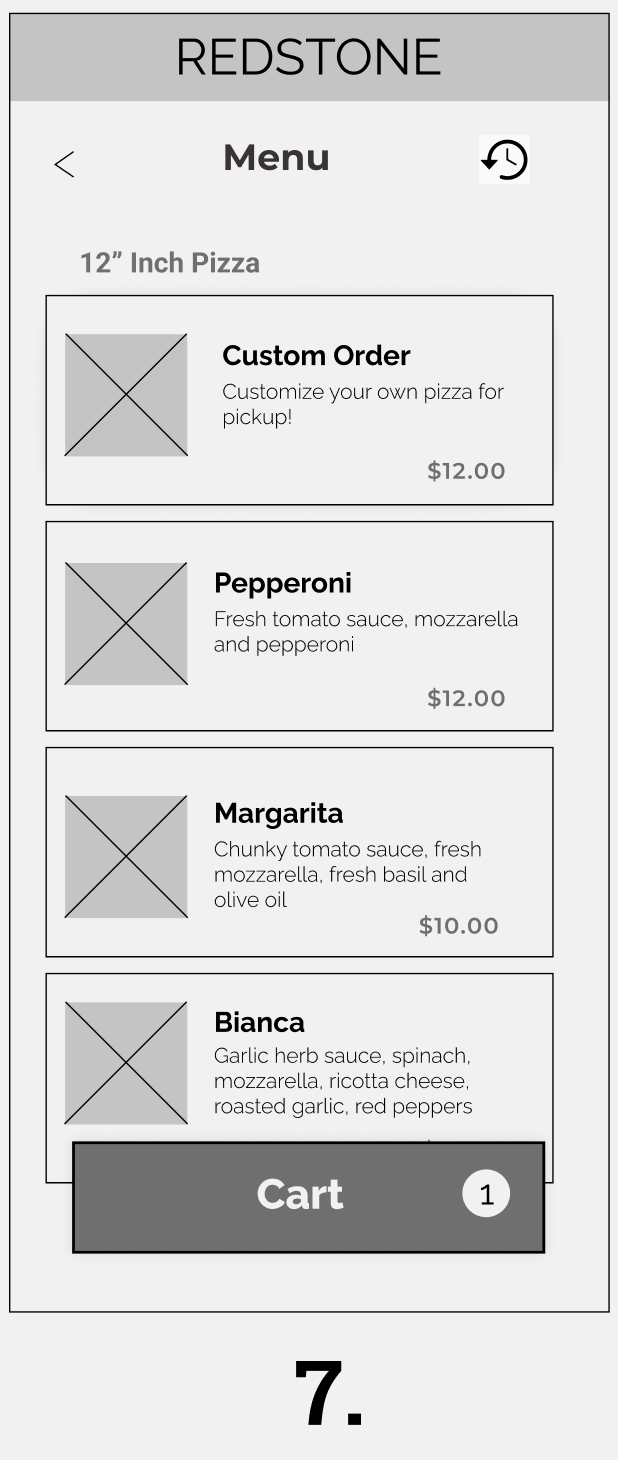 REDSTONE
Menu
12” Inch Pizza
Custom Order
Customize your own pizza for
pickup!
$12.00
Pepperoni
Fresh tomato sauce, mozzarella
and pepperoni
$12.00
Margarita
Chunky tomato sauce, fresh
mozzarella, fresh basil and
olive oil
$10.00
Bianca
Garlic herb sauce, spinach,
mozzarella, ricotta cheese,
roasted garlic, red peppers
Cart 1
7.